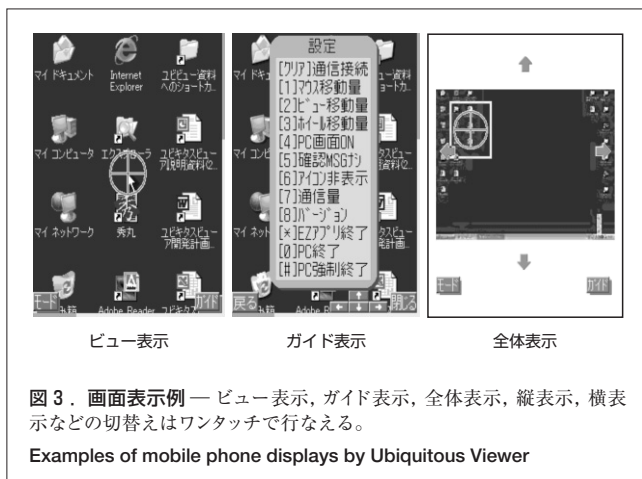 マイ ドキュメント
Internet Explorer
ユビビュー資料へのショートカ..
マイ コンピュータ
エクスプローラ
ユビキタスビュー
マイ ネットワーク
秀丸
ユビキタスビュー
ア開発計画..
Adobe Reader
モード
ガイド
ビュー表示
設定
[クリア]通信接続
[1]マウス移動量
[2]ビュー移動量
[3]ホイール移動量
[4]PC画面ON
[5]確認MSGナシ
[6]アイコン非表示
[7]通信量
[8]バージョン
[*]EZアプリ終了
[0]PC終了
[#]PC強制終了
戻る
閉じる
ガイド表示
モード
ガイド
全体表示
図3．画面表示例 ― ビュー表示，ガイド表示，全体表示，縦表示，横表
示などの切替えはワンタッチで行なえる。
Examples of mobile phone displays by Ubiquitous Viewer